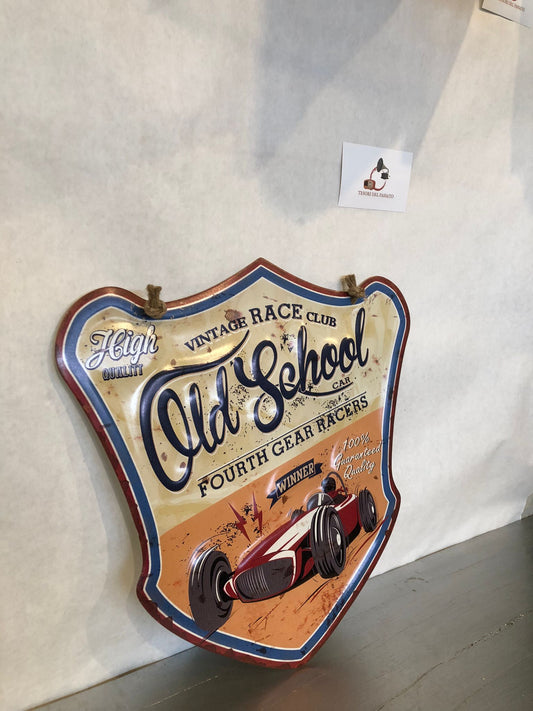 TESORI DEL PASSATO
VINTAGE RACE CLUB
High
QUALITY
Old School
CAR
FOURTH GEAR RACERS
WINNER
100%
Guaranteed
Quality